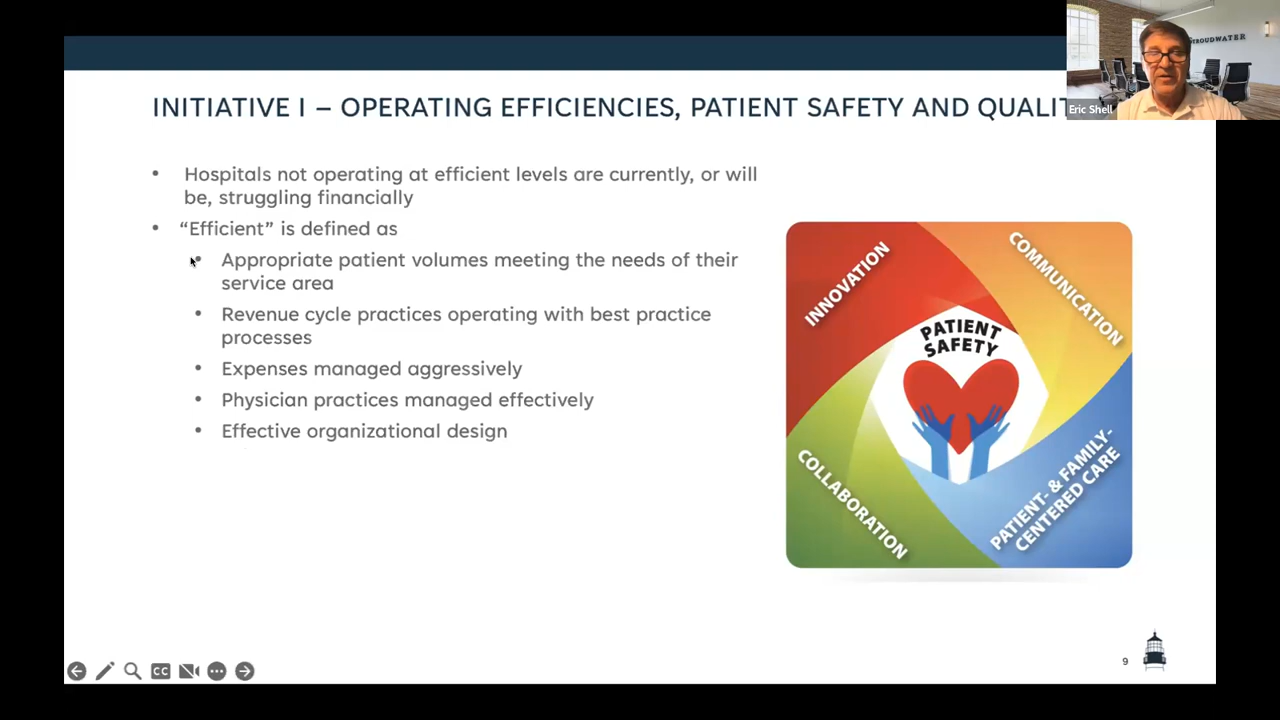 STROUDWATER
Eric Shell
INITIATIVE I – OPERATING EFFICIENCIES, PATIENT SAFETY AND QUALIT
• Hospitals not operating at efficient levels are currently, or will
be, struggling financially
• “Efficient” is defined as
• Appropriate patient volumes meeting the needs of their
service area
• Revenue cycle practices operating with best practice
processes
• Expenses managed aggressively
• Physician practices managed effectively
• Effective organizational design
INNOVATION
COMMUNICATION
PATIENT
SAFETY
COLLABORATION
PATIENT- & FAMILY-
CENTERED CARE
CC
9